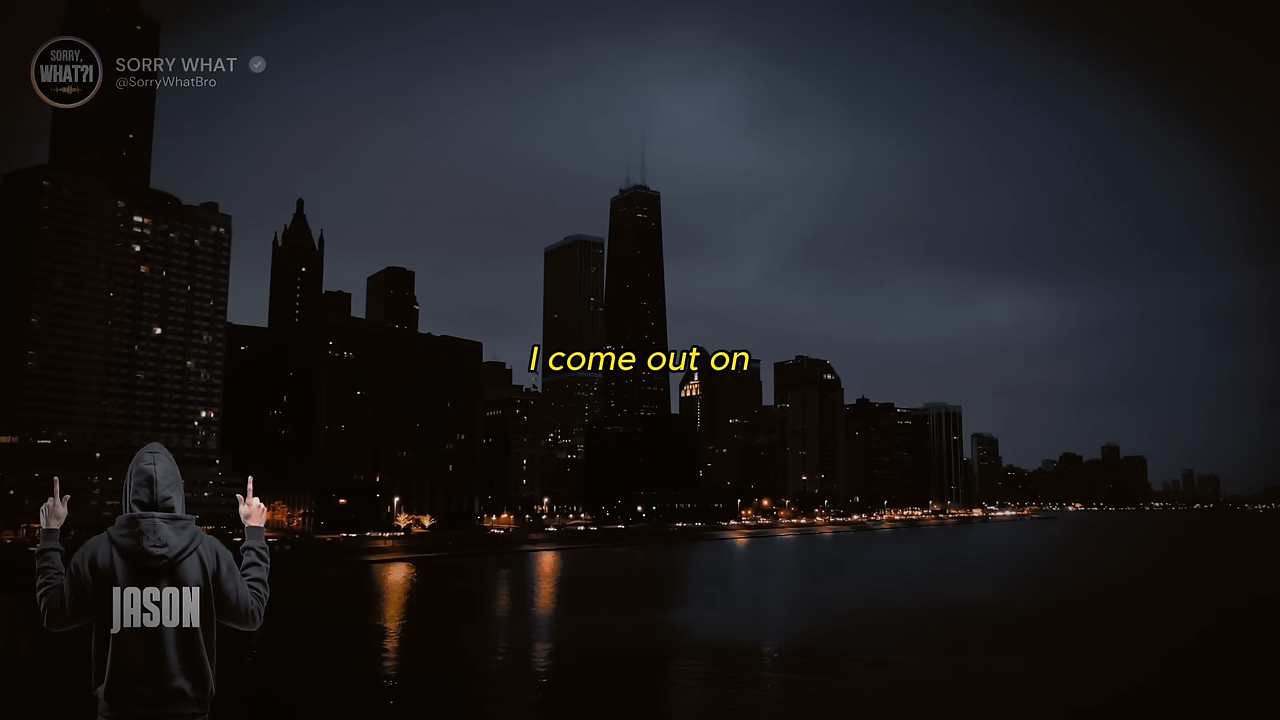 SORRY,
WHAT?!
SORRY WHAT
@SorryWhatBro
I come out on
JASON